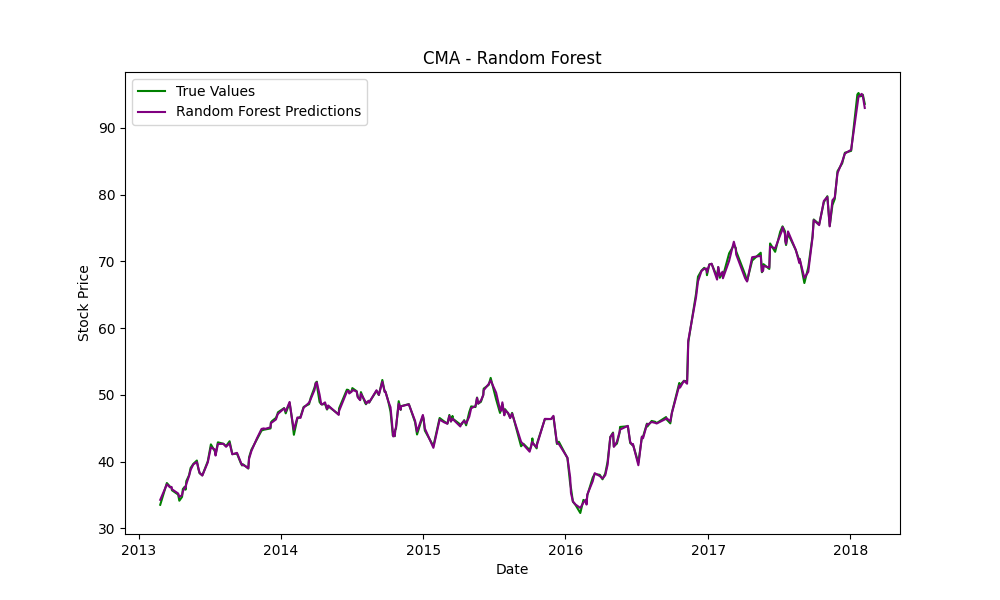 CMA - Random Forest
True Values
Random Forest Predictions
90
80
70
60
50
40
30
Stock Price
2013 2014 2015 2016 2017 2018
Date